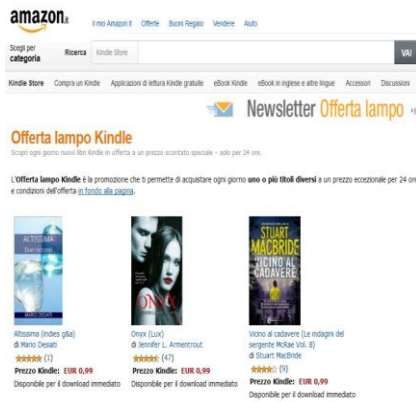 amazon.it
Il mio Amazon.it Offerte Buoni Regalo Vendere Aiuto
Scegli per
categoria
Ricerca Kindle Store VAI
Kindle Store Compra un Kindle Applicazioni di lettura Kindle gratuite eBook Kindle eBook in inglese e altre lingue Accessori Discussioni
Newsletter Offerta lampo
Offerta lampo Kindle
Scopri ogni giorno nuovi libri Kindle in offerta a un prezzo scontato speciale - solo per 24 ore.
L'Offerta lampo Kindle è la promozione che ti permette di acquistare ogni giorno uno o più titoli diversi a un prezzo eccezionale per 24 ore
e condizioni dell'offerta in fondo alla pagina.
ALTISSIMA
MARIO DESIATI
ONYX
STUART
MACBRIDE
VICINO AL
CADAVERE
Altissima (indies g&a)
di Mario Desiati
(1)
Prezzo Kindle: EUR 0,99
Disponibile per il download immediato
Onyx (Lux)
di Jennifer L. Armentrout
(47)
Prezzo Kindle: EUR 0,99
Disponibile per il download immediato
Vicino al cadavere (Le indagini del
sergente McRae Vol. 8)
di Stuart MacBride
(9)
Prezzo Kindle: EUR 0,99
Disponibile per il download immediato